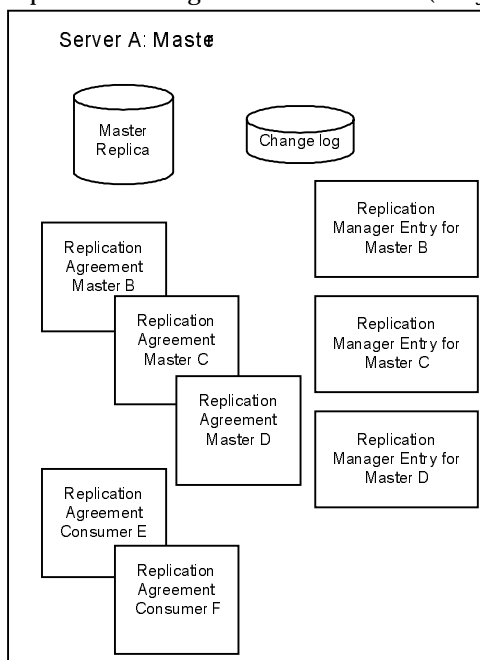 Server A: Master
Master
Replica
Change log
Replication
Manager Entry for
Master B
Replication
Agreement
Master B
Replication
Agreement
Master C
Replication
Manager Entry for
Master C
Replication
Agreement
Master D
Replication
Manager Entry for
Master D
Replication
Agreement
Consumer E
Replication
Agreement
Consumer F